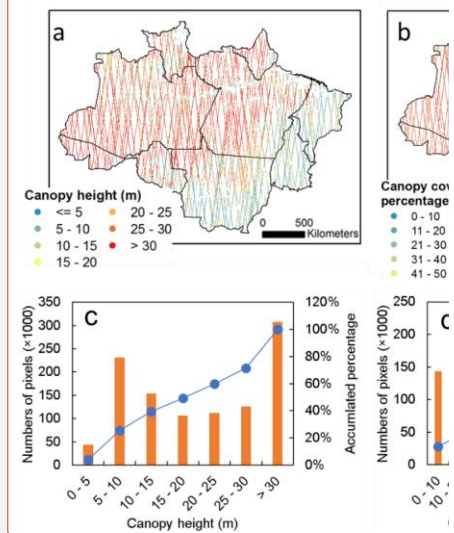 a
Canopy height (m)
<= 5
5 - 10
10 - 15
15 - 20
20 - 25
25 - 30
> 30
0 500
Kilometers
b
Canopy cov
percentage
0 - 10
11 - 20
21 - 30
31 - 40
41 - 50
C
Numbers of pixels (×1000)
350
300
250
200
150
100
50
0
120%
100%
80%
60%
40%
20%
0%
Accumlated percentage
0 - 5
5 - 10
10 - 15
15 - 20
20 - 25
25 - 30
> 30
Canopy height (m)
Numbers of pixels (×1000)
250
200
150
100
50
0
0 - 10